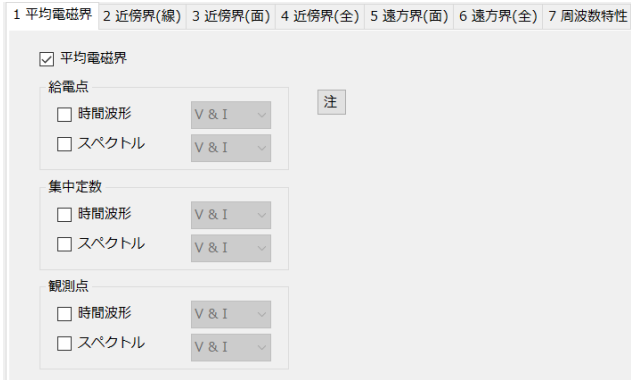 1 平均電磁界 2 近傍界(線) 3 近傍界(面) 4 近傍界(全) 5 遠方界(面) 6 遠方界(全) 7 周波数特性
平均電磁界
給電点
時間波形 V & I
注
スペクトル V & I
集中定数
時間波形 V & I
スペクトル V & I
観測点
時間波形 V & I
スペクトル V & I